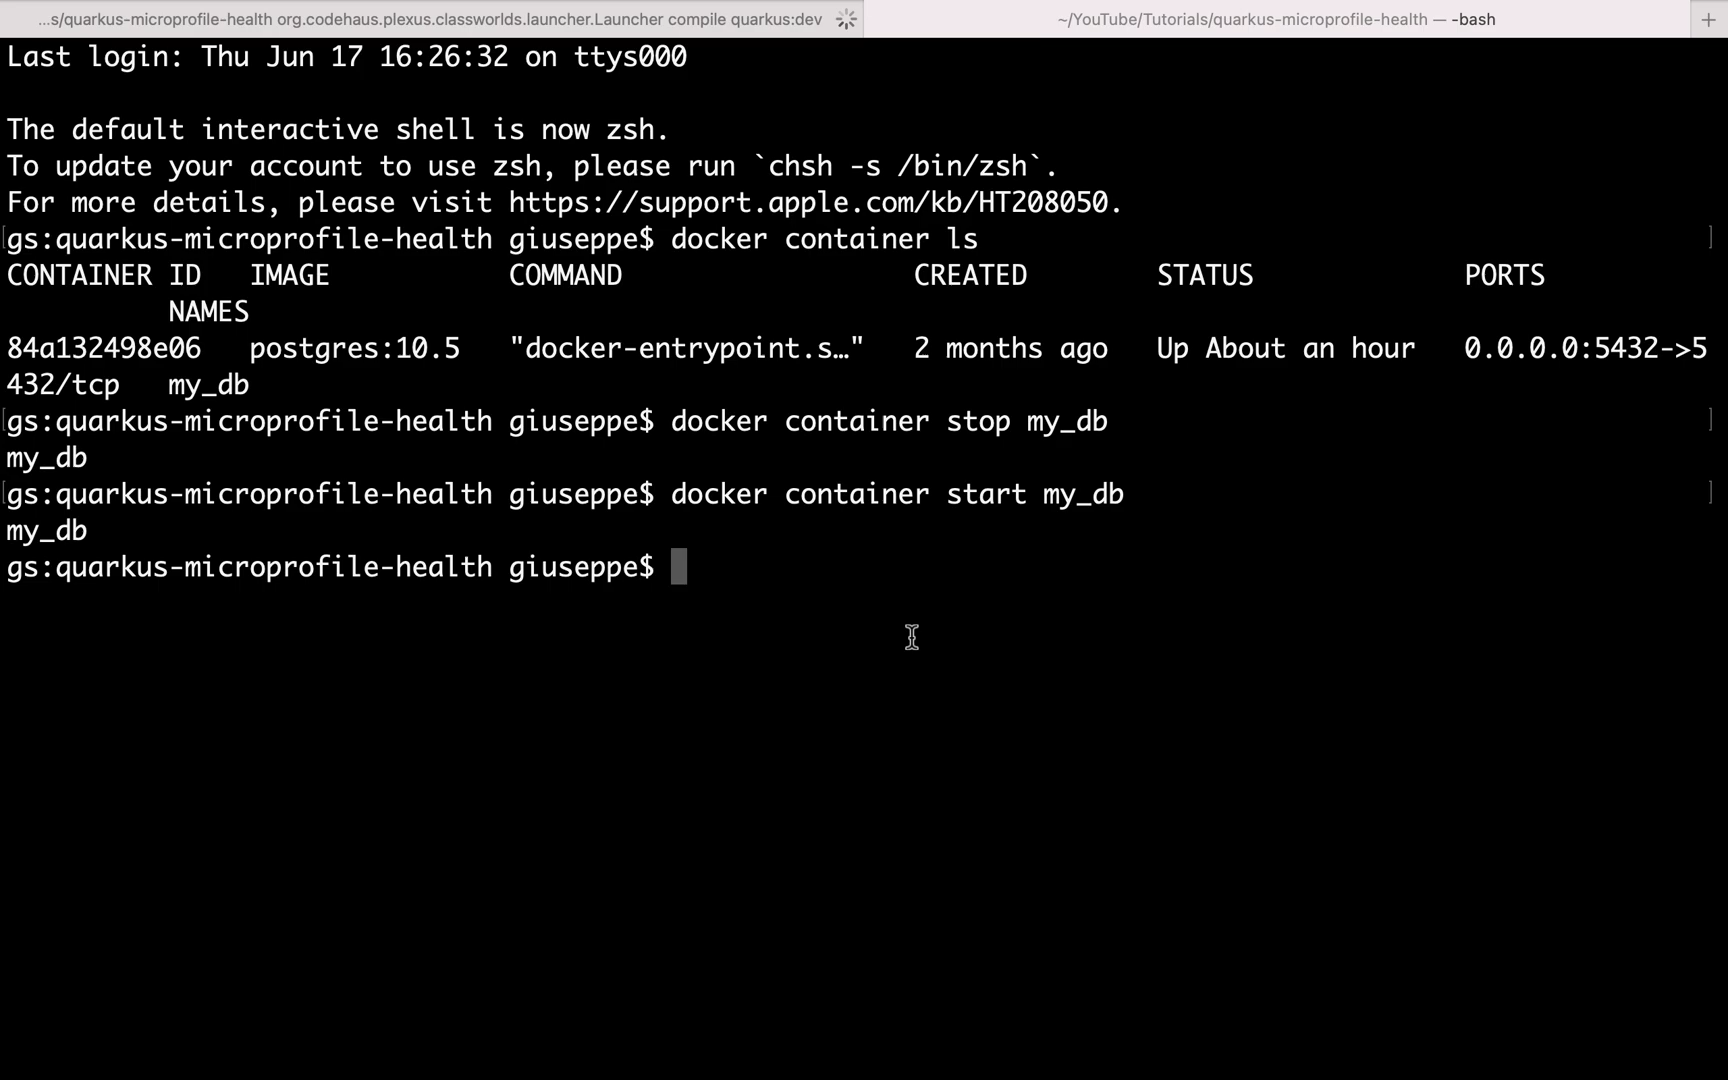 ...s/quarkus-microprofile-health org.codehaus.plexus.classworlds.launcher.Launcher compile quarkus:dev
~/YouTube/Tutorials/quarkus-microprofile-health — -bash
+
Last login: Thu Jun 17 16:26:32 on ttys000
The default interactive shell is now zsh.
To update your account to use zsh, please run `chsh -s /bin/zsh`.
For more details, please visit https://support.apple.com/kb/HT208050.
[gs:quarkus-microprofile-health giuseppe$ docker container ls ]
CONTAINER ID   IMAGE           COMMAND                  CREATED        STATUS             PORTS
          NAMES
84a132498e06   postgres:10.5   "docker-entrypoint.s…"   2 months ago   Up About an hour   0.0.0.0:5432->5
432/tcp   my_db
[gs:quarkus-microprofile-health giuseppe$ docker container stop my_db ]
my_db
[gs:quarkus-microprofile-health giuseppe$ docker container start my_db ]
my_db
gs:quarkus-microprofile-health giuseppe$